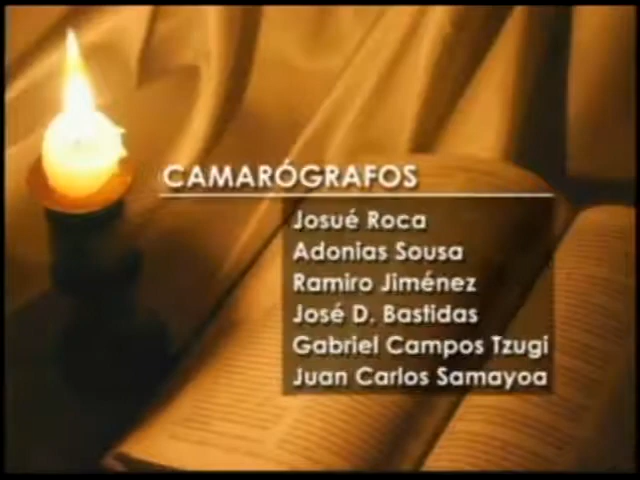 CAMARÓGRAFOS
Josué Roca
Adonias Sousa
Ramiro Jiménez
José D. Bastidas
Gabriel Campos Tzugi
Juan Carlos Samayoa